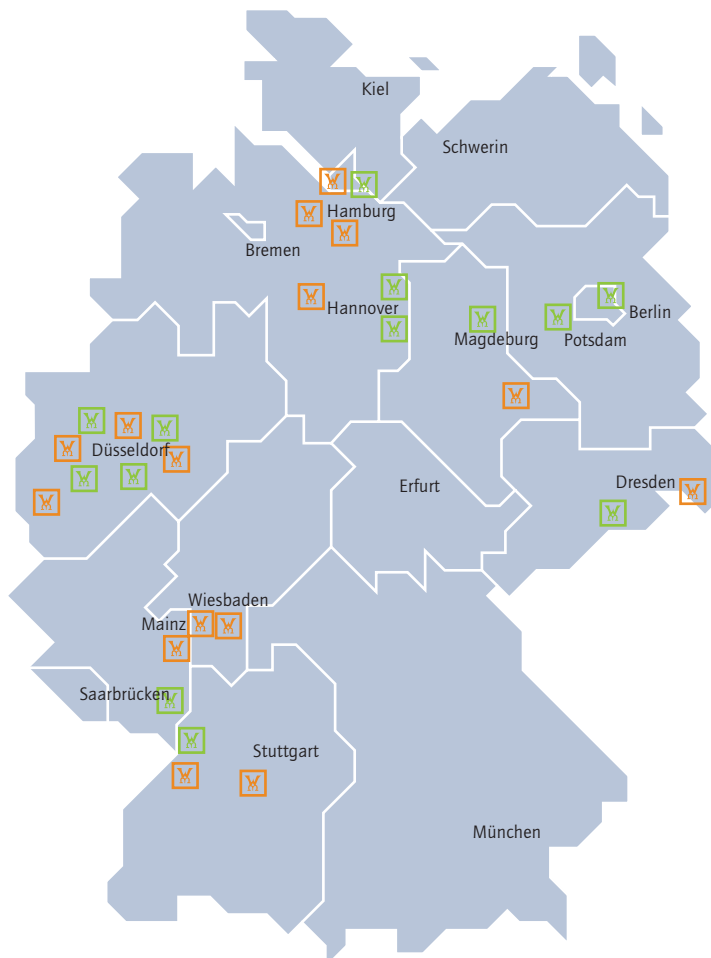 Kiel
Schwerin
Hamburg
Bremen
Hannover
Berlin
Magdeburg
Potsdam
Düsseldorf
Erfurt
Dresden
Wiesbaden
Mainz
Saarbrücken
Stuttgart
München